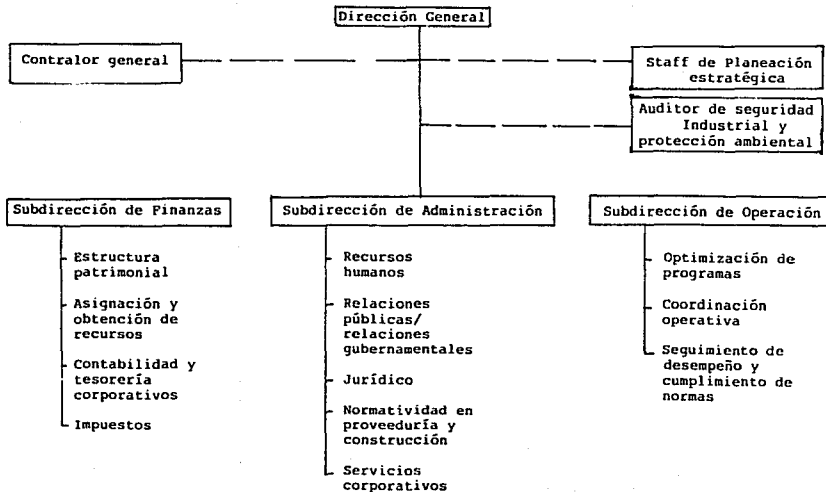 Dirección General
Contralor general
Staff de Planeación
estratégica
Auditor de seguridad
Industrial y
protección ambiental
Subdirección de Finanzas
Estructura
patrimonial
Asignación y
obtención de
recursos
Contabilidad y
tesorería
corporativos
Impuestos
Subdirección de Administración
Recursos
humanos
Relaciones
públicas/
relaciones
gubernamentales
Jurídico
Normatividad en
proveeduría y
construcción
Servicios
corporativos
Subdirección de Operación
Optimización de
programas
Coordinación
operativa
Seguimiento de
desempeño y
cumplimiento de
normas